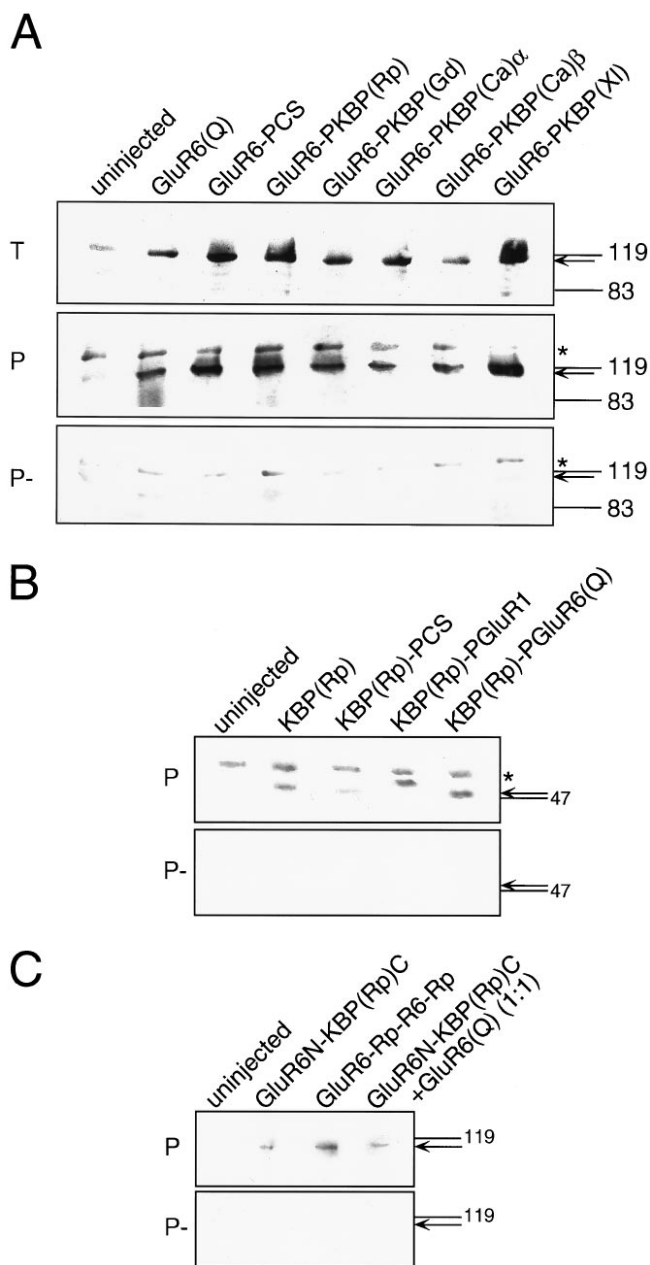 A
uninjected
GluR6(Q)
GluR6-PCS
GluR6-PKBP(Rp)
GluR6-PKBP(Gd)
GluR6-PKBP(Ca)α
GluR6-PKBP(Ca)β
GluR6-PKBP(Xl)
T
119
83
P
*
119
83
P-
*
119
83
B
uninjected
KBP(Rp)
KBP(Rp)-PCS
KBP(Rp)-PGluR1
KBP(Rp)-PGluR6(Q)
P
*
47
P-
47
C
uninjected
GluR6N-KBP(Rp)C
GluR6-Rp-R6-Rp
GluR6N-KBP(Rp)C
+GluR6(Q) (1:1)
P
119
P-
119